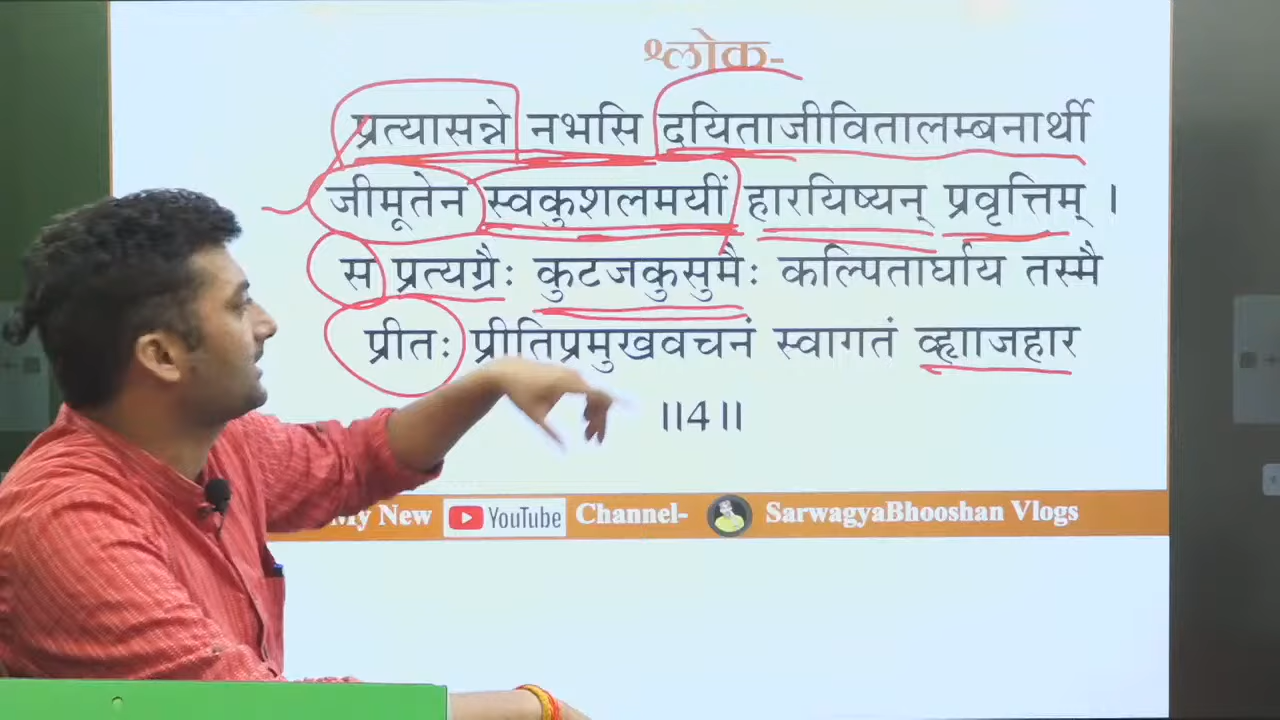 श्लोक-
प्रत्यासन्ने नभसि दयिताजीवितालम्बनार्थी
जीमूतेन स्वकुशलमयीं हारयिष्यन् प्रवृत्तिम् ।
स प्रत्यग्रैः कुटजकुसुमैः कल्पितार्घाय तस्मै
प्रीतः प्रीतिप्रमुखवचनं स्वागतं व्हााजहार
॥4॥
My New YouTube Channel- SarwagyaBhooshan Vlogs